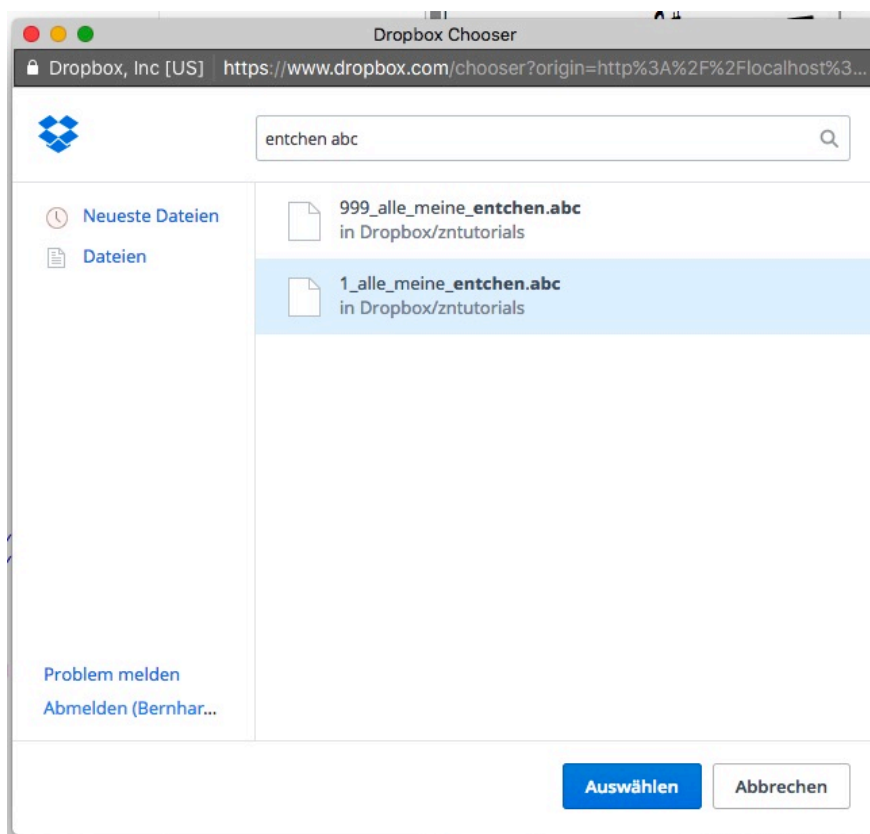 Dropbox Chooser
Dropbox, Inc [US] https://www.dropbox.com/chooser?origin=http%3A%2F%2Flocalhost%3...
entchen abc
Neueste Dateien
Dateien
999_alle_meine_entchen.abc
in Dropbox/zntutorials
1_alle_meine_entchen.abc
in Dropbox/zntutorials
Problem melden
Abmelden (Bernhar...
Auswählen Abbrechen